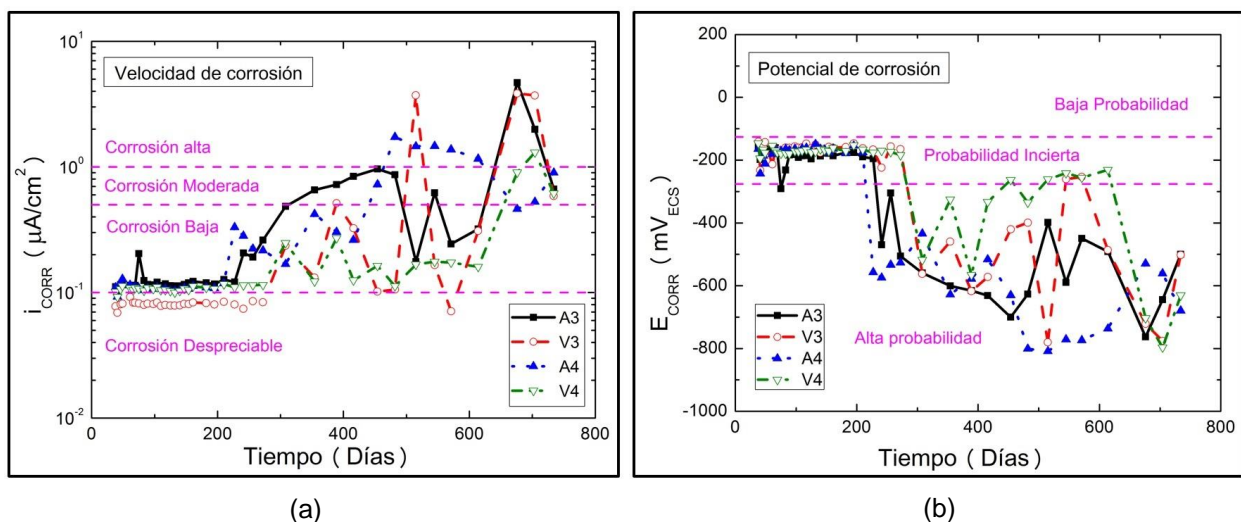 Velocidad de corrosión
Corrosión alta
Corrosión Moderada
Corrosión Baja
Corrosión Despreciable
A3
V3
A4
V4
10¹
10⁰
10⁻¹
10⁻²
i_CORR (µA/cm²)
0 200 400 600 800
Tiempo (Días)
(a)
Potencial de corrosión
Baja Probabilidad
Probabilidad Incierta
Alta probabilidad
A3
V3
A4
V4
200
0
-200
-400
-600
-800
-1000
E_CORR (mV_ECS)
0 200 400 600 800
Tiempo (Días)
(b)